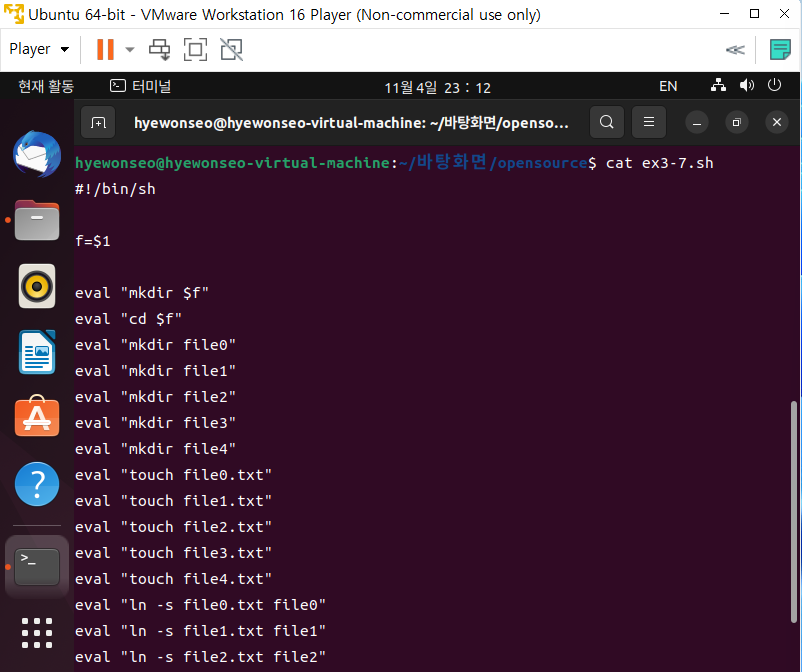 Ubuntu 64-bit - VMware Workstation 16 Player (Non-commercial use only)
Player
현재 활동
터미널
11월 4일 23 : 12
EN
hyewonseo@hyewonseo-virtual-machine: ~/바탕화면/openso...
hyewonseo@hyewonseo-virtual-machine:~/바탕화면/opensource$ cat ex3-7.sh
#!/bin/sh
f=$1
eval "mkdir $f"
eval "cd $f"
eval "mkdir file0"
eval "mkdir file1"
eval "mkdir file2"
eval "mkdir file3"
eval "mkdir file4"
eval "touch file0.txt"
eval "touch file1.txt"
eval "touch file2.txt"
eval "touch file3.txt"
eval "touch file4.txt"
eval "ln -s file0.txt file0"
eval "ln -s file1.txt file1"
eval "ln -s file2.txt file2"